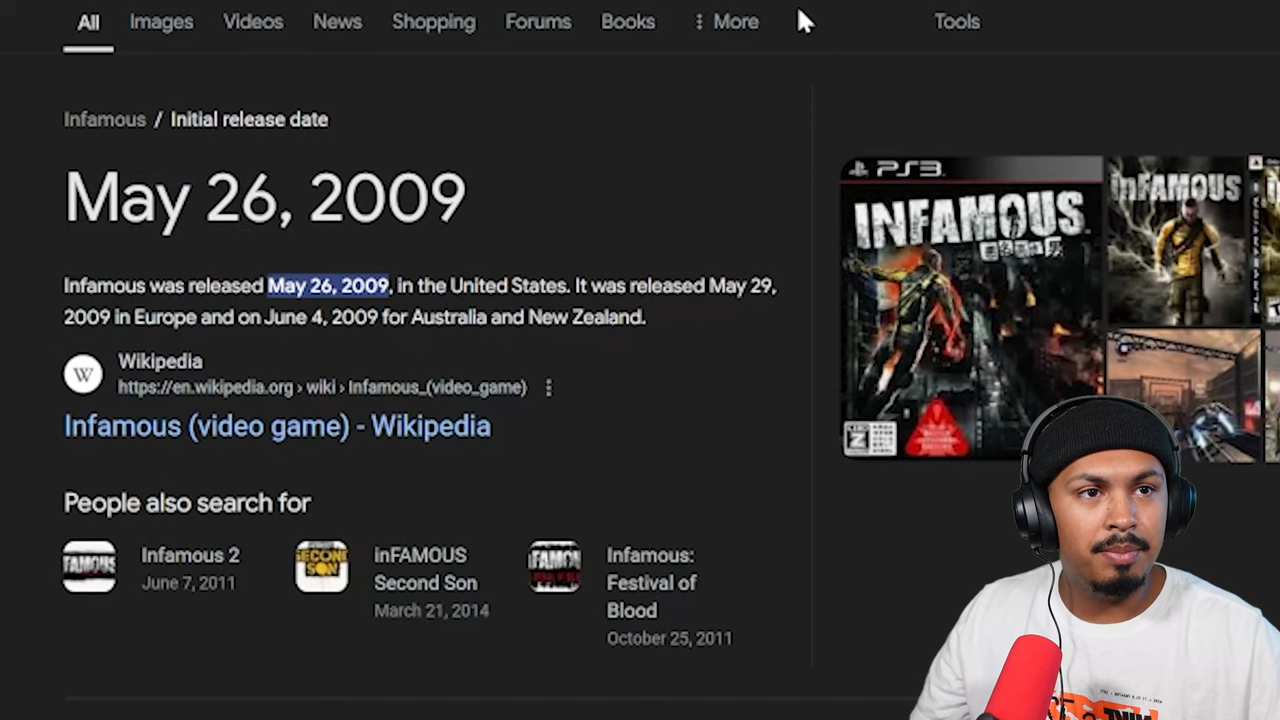 All Images Videos News Shopping Forums Books More Tools
Infamous / Initial release date
May 26, 2009
Infamous was released May 26, 2009, in the United States. It was released May 29,
2009 in Europe and on June 4, 2009 for Australia and New Zealand.
Wikipedia
https://en.wikipedia.org › wiki › Infamous_(video_game)
Infamous (video game) - Wikipedia
People also search for
Infamous 2
June 7, 2011
inFAMOUS
Second Son
March 21, 2014
Infamous:
Festival of
Blood
October 25, 2011
SECOND
SON
PS3
INFAMOUS
inFAMOUS
Z